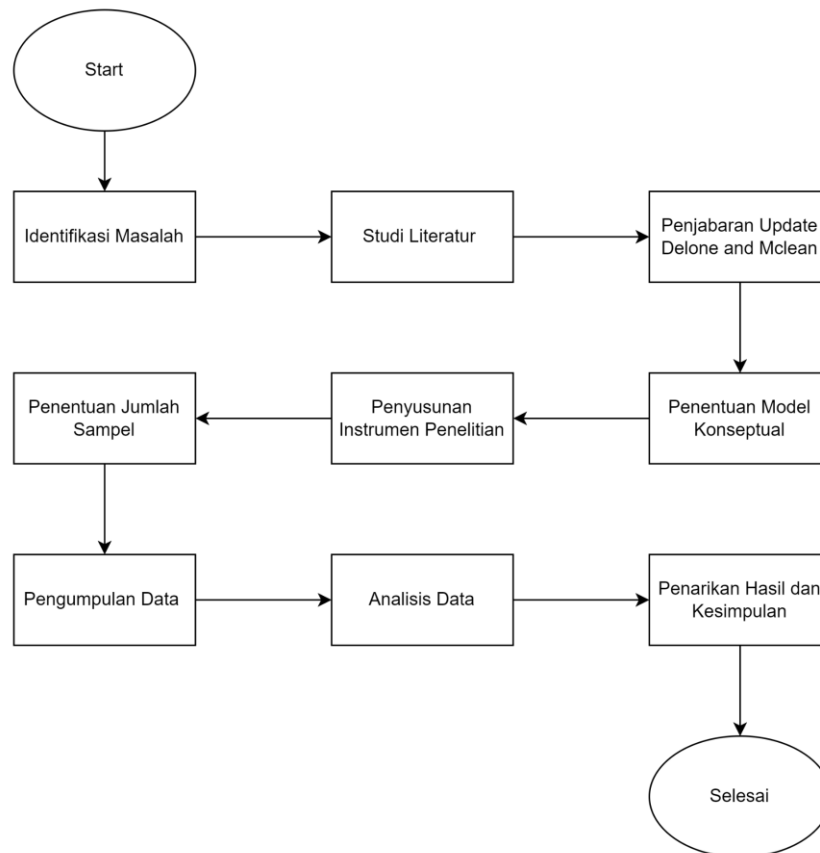 Start
Identifikasi Masalah
Studi Literatur
Penjabaran Update
Delone and Mclean
Penentuan Model
Konseptual
Penyusunan
Instrumen Penelitian
Penentuan Jumlah
Sampel
Pengumpulan Data
Analisis Data
Penarikan Hasil dan
Kesimpulan
Selesai